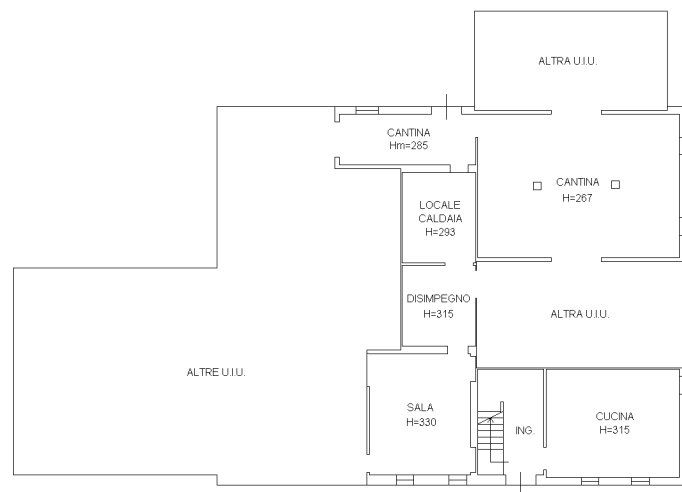 ALTRA U.I.U.
CANTINA
Hm=285
CANTINA
H=267
LOCALE
CALDAIA
H=293
DISIMPEGNO
H=315
ALTRA U.I.U.
ALTRE U.I.U.
SALA
H=330
ING.
CUCINA
H=315